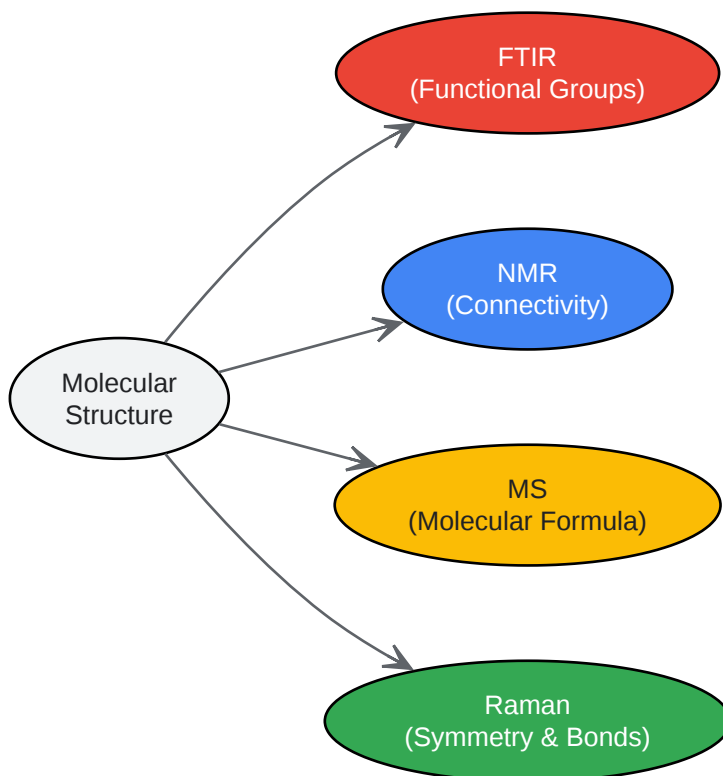 FTIR
(Functional Groups)
NMR
(Connectivity)
Molecular
Structure
MS
(Molecular Formula)
Raman
(Symmetry & Bonds)